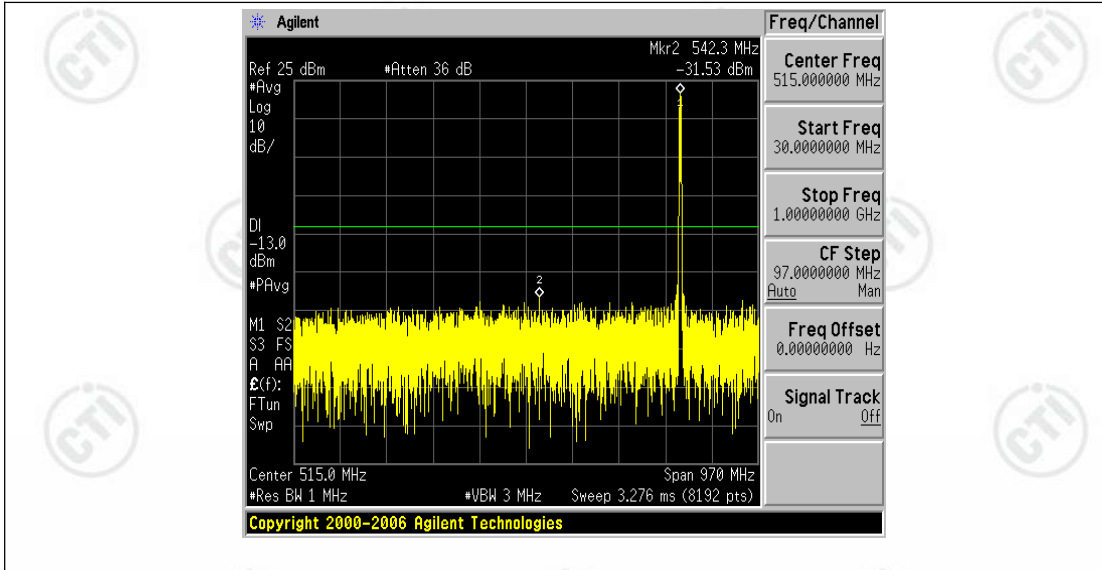 Agilent
Freq/Channel
Mkr2 542.3 MHz
Ref 25 dBm #Atten 36 dB -31.53 dBm
#Avg
Log
10
dB/
1
DI
-13.0
dBm
#PAvg
2
M1 S2
S3 FS
A AA
£(f):
FTun
Swp
Center 515.0 MHz Span 970 MHz
#Res BW 1 MHz #VBW 3 MHz Sweep 3.276 ms (8192 pts)
Copyright 2000-2006 Agilent Technologies
Center Freq
515.000000 MHz
Start Freq
30.0000000 MHz
Stop Freq
1.00000000 GHz
CF Step
97.0000000 MHz
Auto Man
Freq Offset
0.00000000 Hz
Signal Track
On Off
CTI
CTI
CTI
CTI